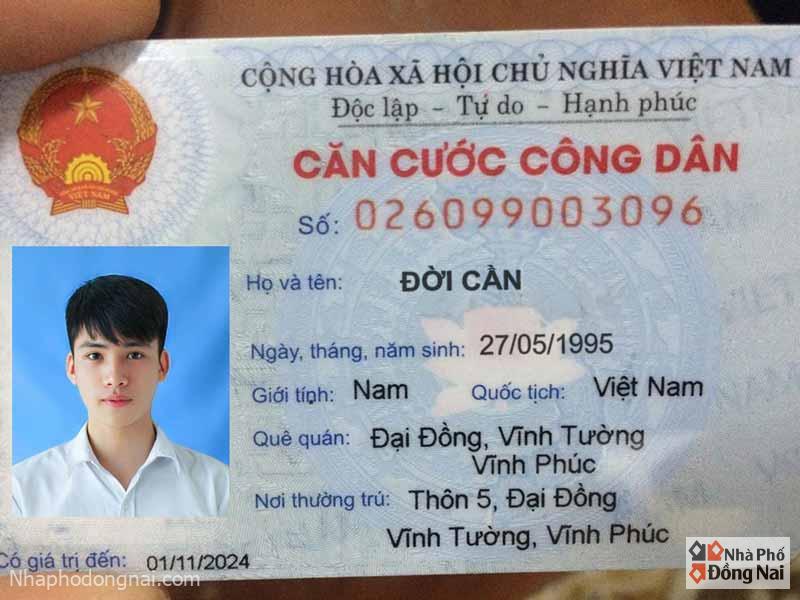 CỘNG HÒA XÃ HỘI CHỦ NGHĨA VIỆT NAM
Độc lập - Tự do - Hạnh phúc
CĂN CƯỚC CÔNG DÂN
Số: 026099003096
Họ và tên: ĐỜI CẦN
Ngày, tháng, năm sinh: 27/05/1995
Giới tính: Nam Quốc tịch: Việt Nam
Quê quán: Đại Đồng, Vĩnh Tường
Vĩnh Phúc
Nơi thường trú: Thôn 5, Đại Đồng
Vĩnh Tường, Vĩnh Phúc
Có giá trị đến: 01/11/2024
Nhaphodongnai.com
Nhà Phố
Đồng Nai
VIỆT NAM